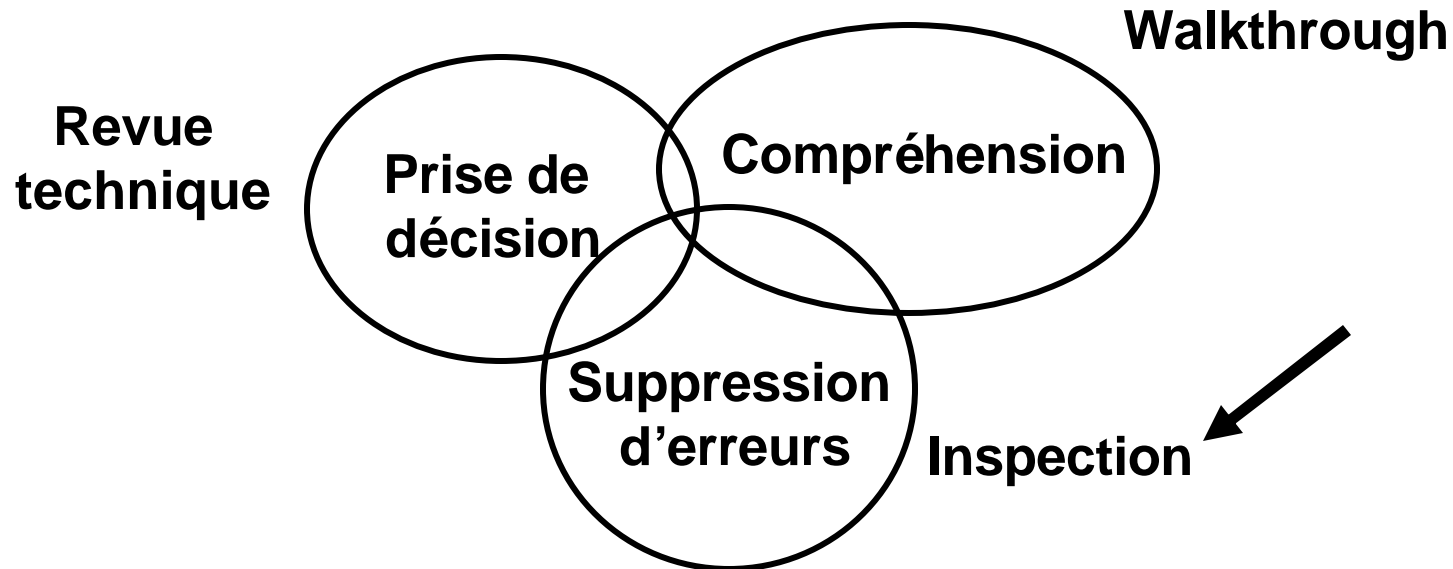 Walkthrough
Revue
technique
Prise de
décision
Compréhension
Suppression
d’erreurs
Inspection